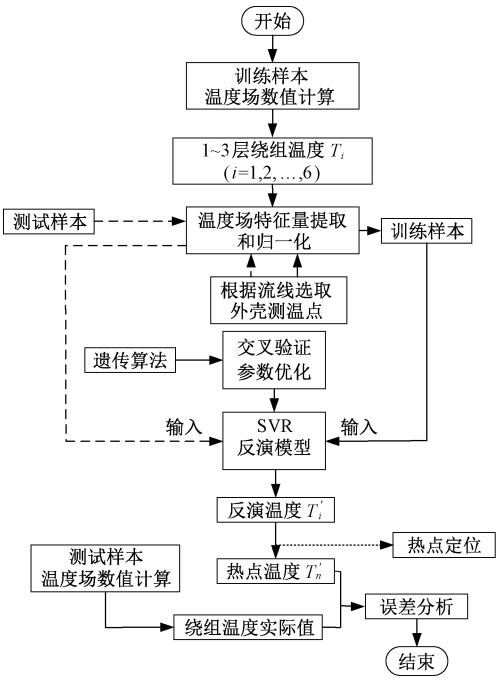 开始
训练样本
温度场数值计算
1~3层绕组温度 Ti
(i=1,2,…,6)
测试样本
温度场特征量提取
和归一化
训练样本
根据流线选取
外壳测温点
遗传算法
交叉验证
参数优化
输入
SVR
反演模型
输入
反演温度 Ti′
热点定位
测试样本
温度场数值计算
热点温度 Tn′
误差分析
绕组温度实际值
结束